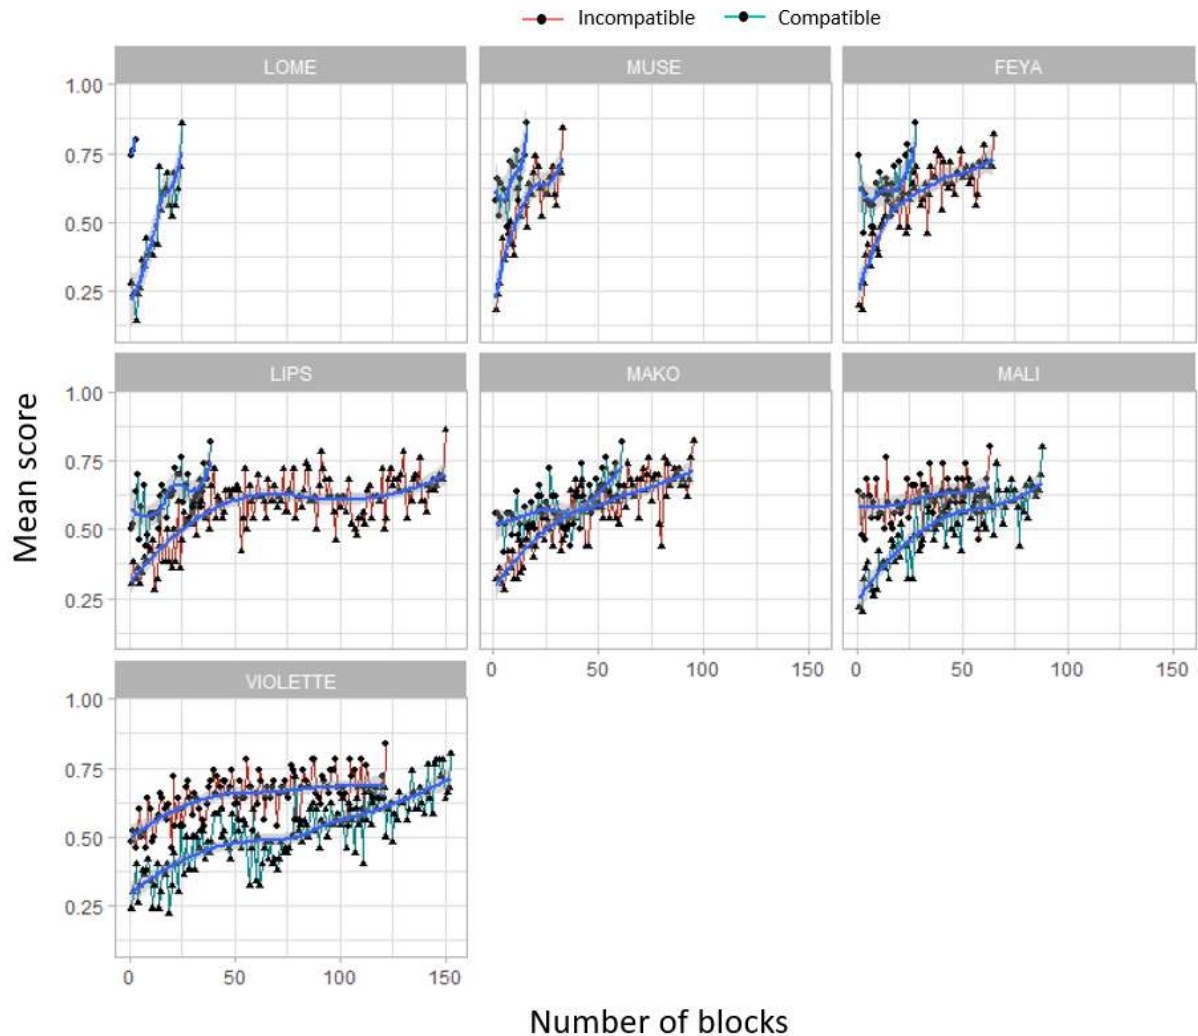 Incompatible Compatible
LOME MUSE FEYA
1.00
0.75
0.50
0.25
LIPS MAKO MALI
1.00
0.75
0.50
0.25
0 50 100 150 0 50 100 150
VIOLETTE
1.00
0.75
0.50
0.25
0 50 100 150
Mean score
Number of blocks